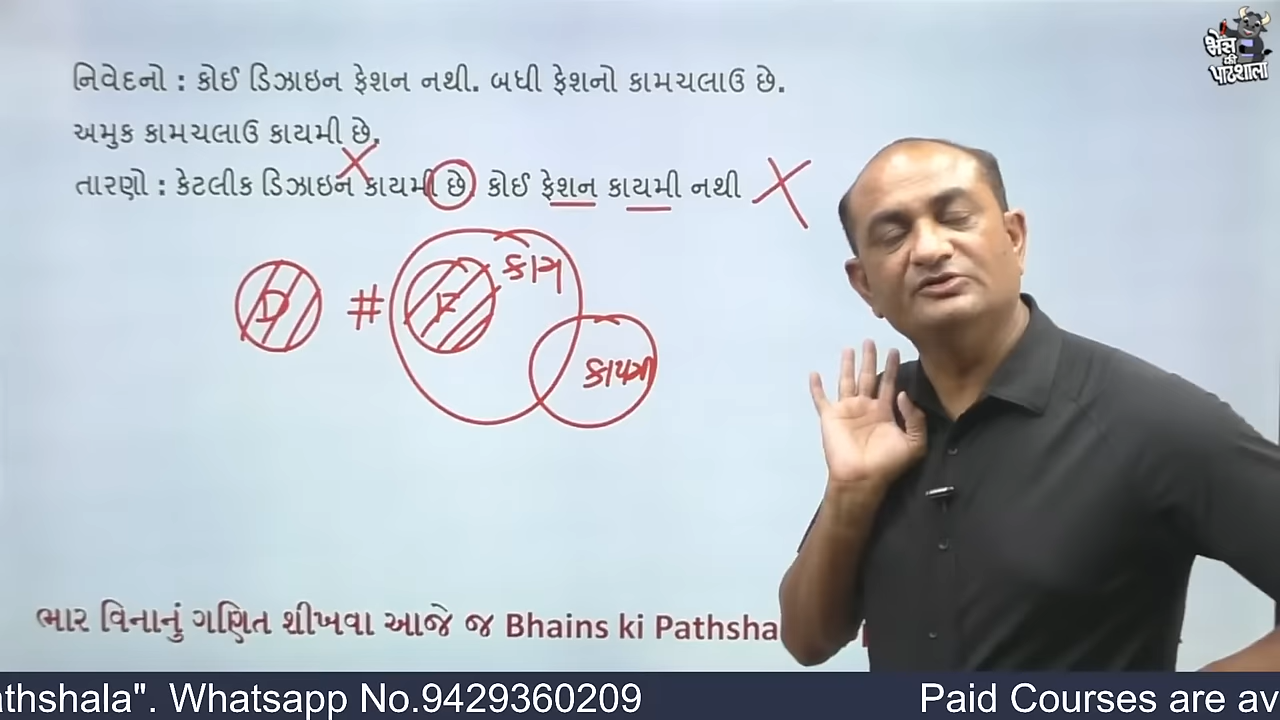 ભેંસ
કી
પાઠશાલા
નિવેદનો : કોઈ ડિઝાઇન ફેશન નથી. બધી ફેશનો કામચલાઉ છે.
અમુક કામચલાઉ કાયમી છે.
તારણો : કેટલીક ડિઝાઇન કાયમી છે. કોઈ ફેશન કાયમી નથી
D # F કામ
કાયમી
ભાર વિનાનું ગણિત શીખવા આજે જ Bhains ki Pathsha
athshala". Whatsapp No.9429360209 Paid Courses are av